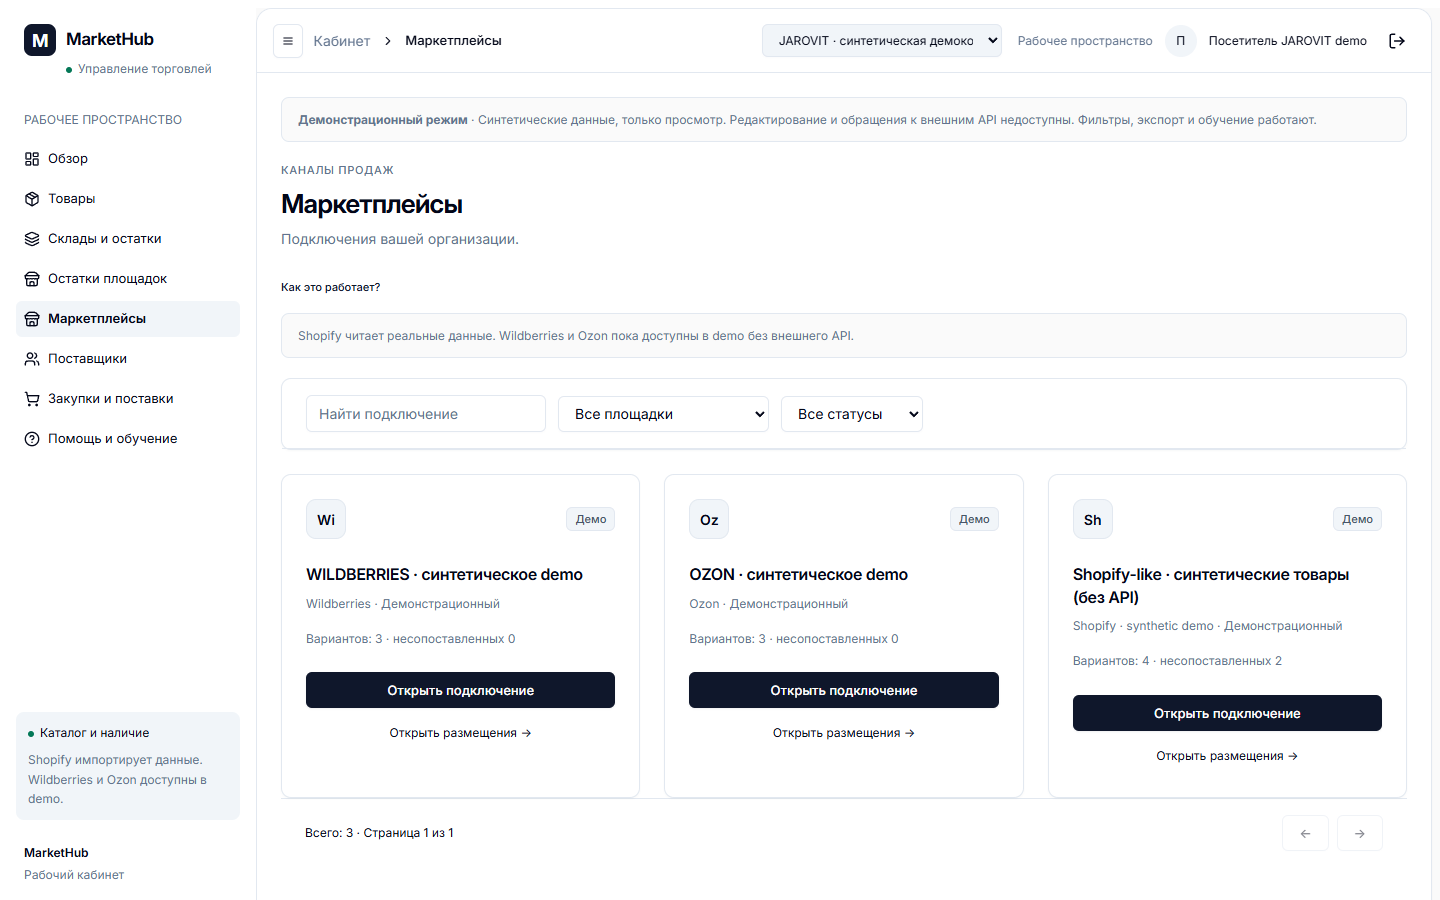 M MarketHub
Управление торговлей
РАБОЧЕЕ ПРОСТРАНСТВО
Обзор
Товары
Склады и остатки
Остатки площадок
Маркетплейсы
Поставщики
Закупки и поставки
Помощь и обучение
Каталог и наличие
Shopify импортирует данные.
Wildberries и Ozon доступны в
demo.
MarketHub
Рабочий кабинет
Кабинет > Маркетплейсы
JAROVIT · синтетическая демоко
Рабочее пространство
П
Посетитель JAROVIT demo
Демонстрационный режим · Синтетические данные, только просмотр. Редактирование и обращения к внешним API недоступны. Фильтры, экспорт и обучение работают.
КАНАЛЫ ПРОДАЖ
Маркетплейсы
Подключения вашей организации.
Как это работает?
Shopify читает реальные данные. Wildberries и Ozon пока доступны в demo без внешнего API.
Найти подключение
Все площадки
Все статусы
Wi
Демо
WILDBERRIES · синтетическое demo
Wildberries · Демонстрационный
Вариантов: 3 · несопоставленных 0
Открыть подключение
Открыть размещения →
Oz
Демо
OZON · синтетическое demo
Ozon · Демонстрационный
Вариантов: 3 · несопоставленных 0
Открыть подключение
Открыть размещения →
Sh
Демо
Shopify-like · синтетические товары
(без API)
Shopify · synthetic demo · Демонстрационный
Вариантов: 4 · несопоставленных 2
Открыть подключение
Открыть размещения →
Всего: 3 · Страница 1 из 1
← →